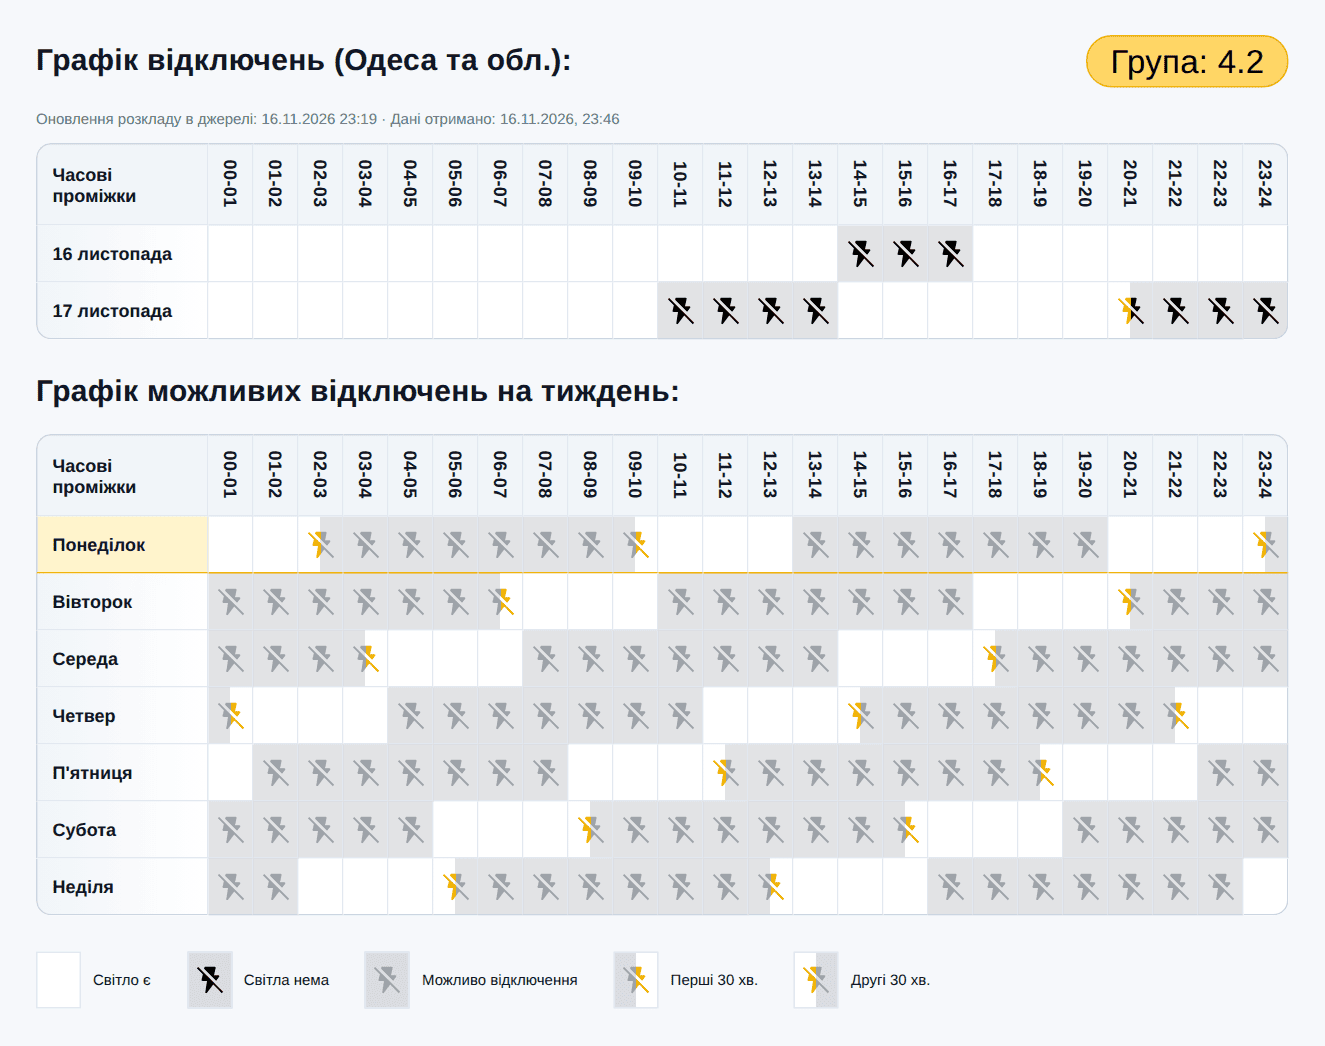 Графік відключень (Одеса та обл.):
Група: 4.2
Оновлення розкладу в джерелі: 16.11.2026 23:19 · Дані отримано: 16.11.2026, 23:46
Часові проміжки 00-01 01-02 02-03 03-04 04-05 05-06 06-07 07-08 08-09 09-10 10-11 11-12 12-13 13-14 14-15 15-16 16-17 17-18 18-19 19-20 20-21 21-22 22-23 23-24
16 листопада
17 листопада
Графік можливих відключень на тиждень:
Часові проміжки 00-01 01-02 02-03 03-04 04-05 05-06 06-07 07-08 08-09 09-10 10-11 11-12 12-13 13-14 14-15 15-16 16-17 17-18 18-19 19-20 20-21 21-22 22-23 23-24
Понеділок
Вівторок
Середа
Четвер
П'ятниця
Субота
Неділя
Світло є Світла нема Можливо відключення Перші 30 хв. Другі 30 хв.